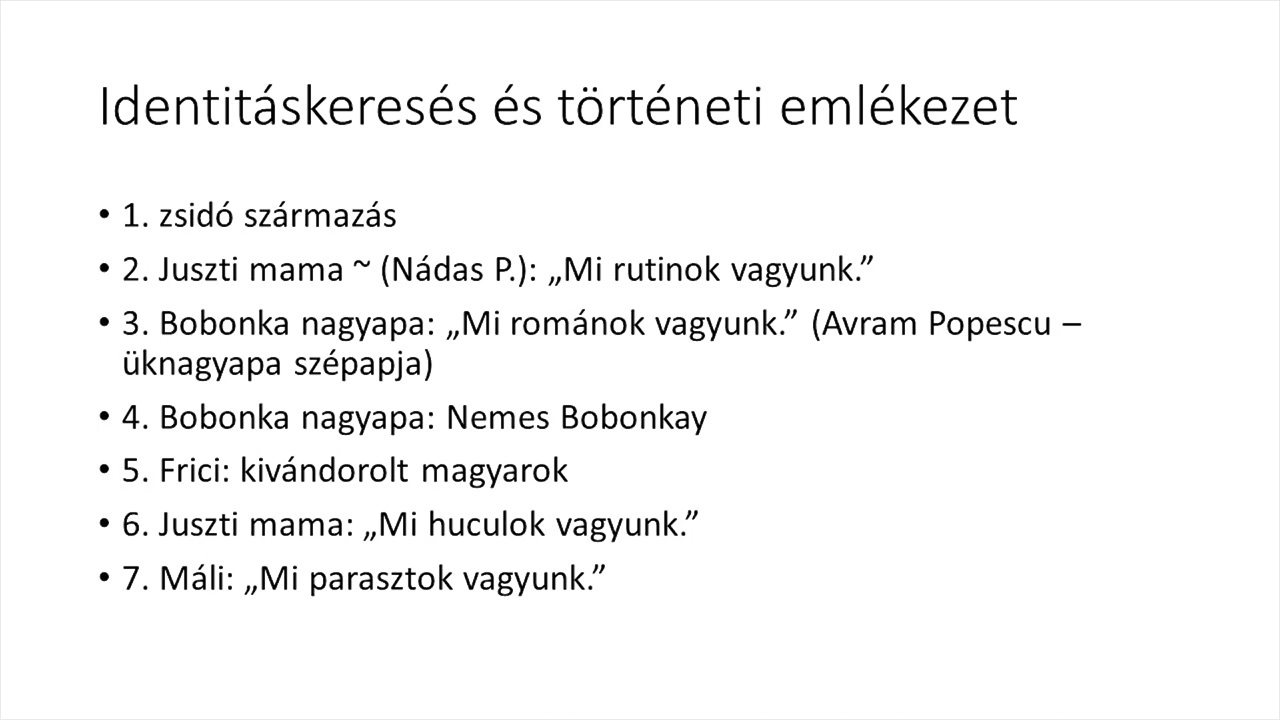 Identitáskeresés és történeti emlékezet
• 1. zsidó származás
• 2. Juszti mama ~ (Nádas P.): „Mi rutinok vagyunk.”
• 3. Bobonka nagyapa: „Mi románok vagyunk.” (Avram Popescu –
üknagyapa szépapja)
• 4. Bobonka nagyapa: Nemes Bobonkay
• 5. Frici: kivándorolt magyarok
• 6. Juszti mama: „Mi huculok vagyunk.”
• 7. Máli: „Mi parasztok vagyunk.”